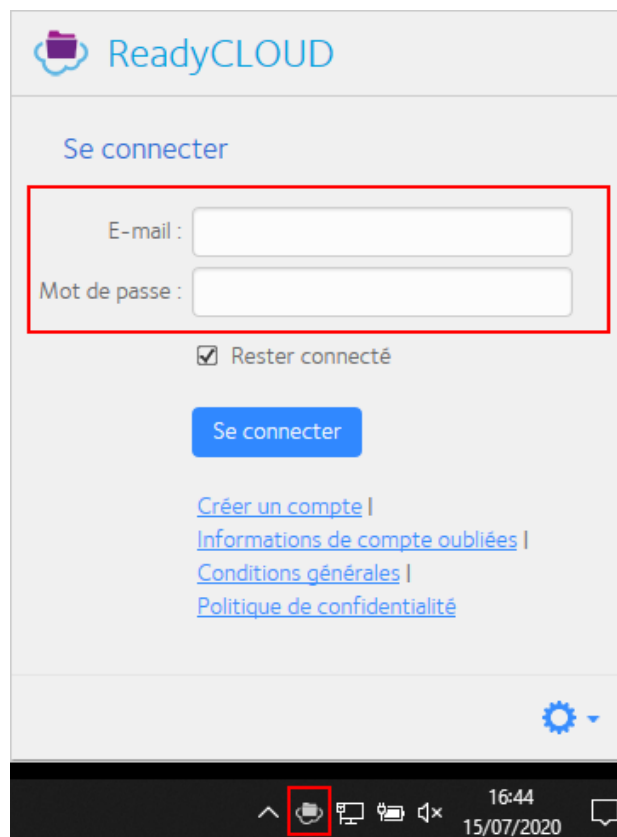 ReadyCLOUD
Se connecter
E-mail :
Mot de passe :
Rester connecté
Se connecter
Créer un compte |
Informations de compte oubliées |
Conditions générales |
Politique de confidentialité
16:44
15/07/2020